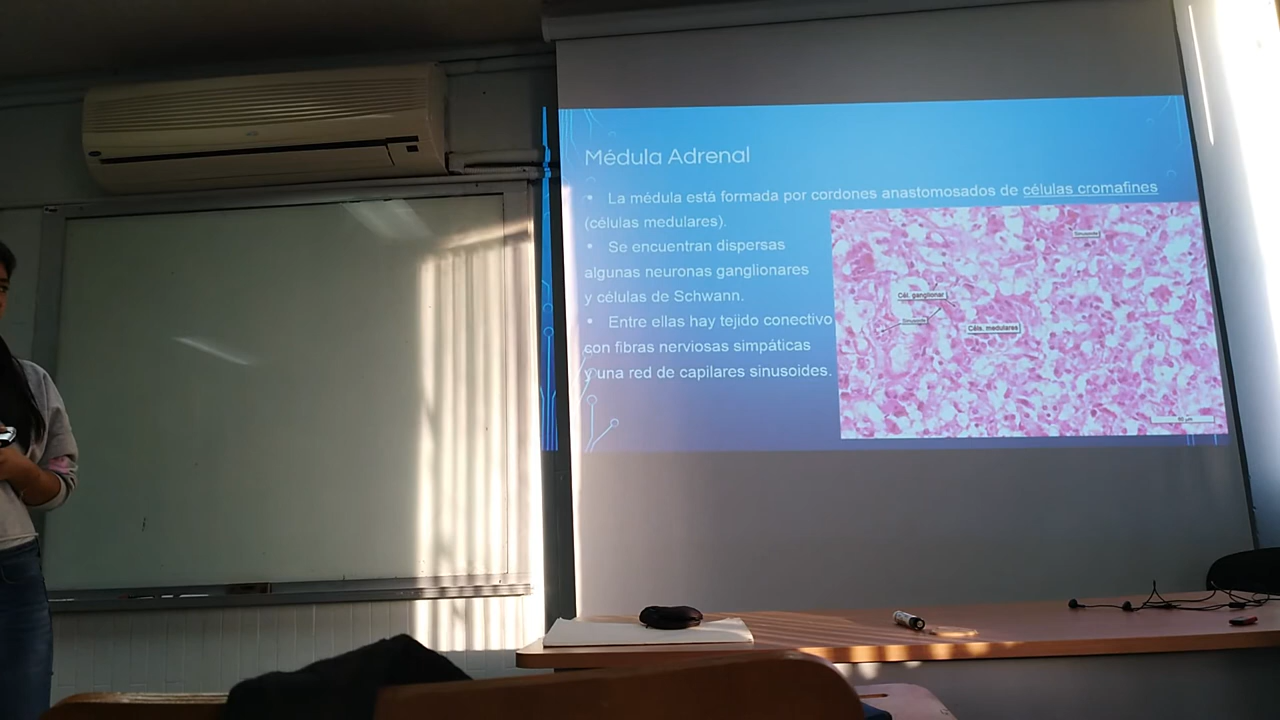 Médula Adrenal
• La médula está formada por cordones anastomosados de células cromafines
(células medulares).
• Se encuentran dispersas
algunas neuronas ganglionares
y células de Schwann.
• Entre ellas hay tejido conectivo
con fibras nerviosas simpáticas
y una red de capilares sinusoides.
Sinusoide
Cél. ganglionar
Sinusoide
Céls. medulares